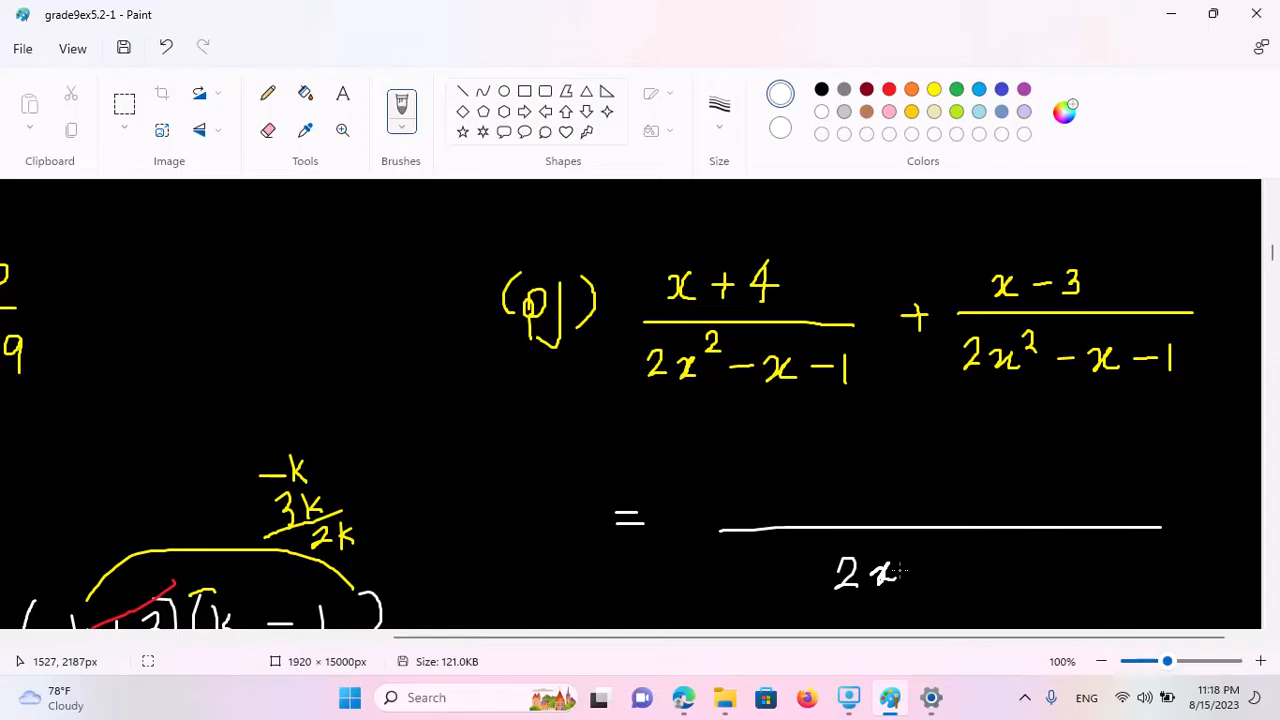 grade9ex5.2-1 - Paint
File View
Clipboard Image Tools Brushes Shapes Size Colors
(p) x + 4 / 2x² - x - 1 + x - 3 / 2x² - x - 1
9
-k
3k
2k
= 2x
(k - 1)
1527, 2187px 1920 × 15000px Size: 121.0KB 100%
78°F
Cloudy
Search
ENG
11:18 PM
8/15/2023